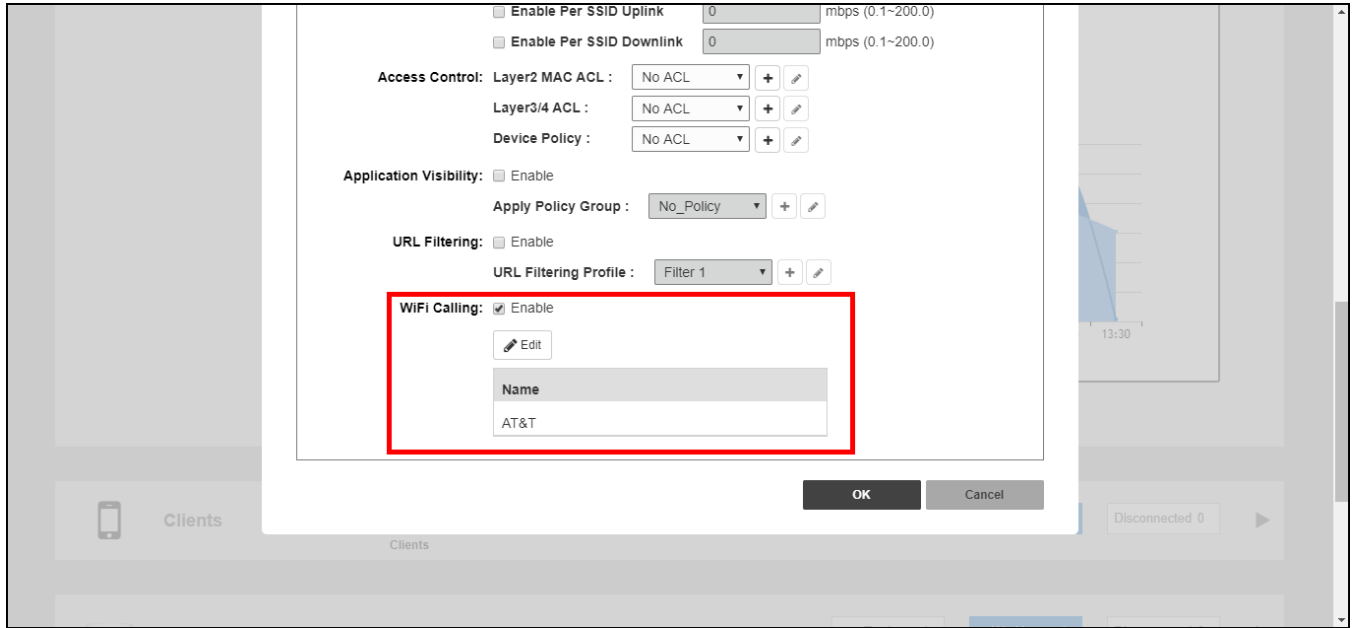 Enable Per SSID Uplink 0 mbps (0.1~200.0)
Enable Per SSID Downlink 0 mbps (0.1~200.0)
Access Control: Layer2 MAC ACL : No ACL
Layer3/4 ACL : No ACL
Device Policy : No ACL
Application Visibility: Enable
Apply Policy Group : No_Policy
URL Filtering: Enable
URL Filtering Profile : Filter 1
WiFi Calling: Enable
Edit
Name
AT&T
13:30
OK Cancel
Clients Disconnected 0
Clients